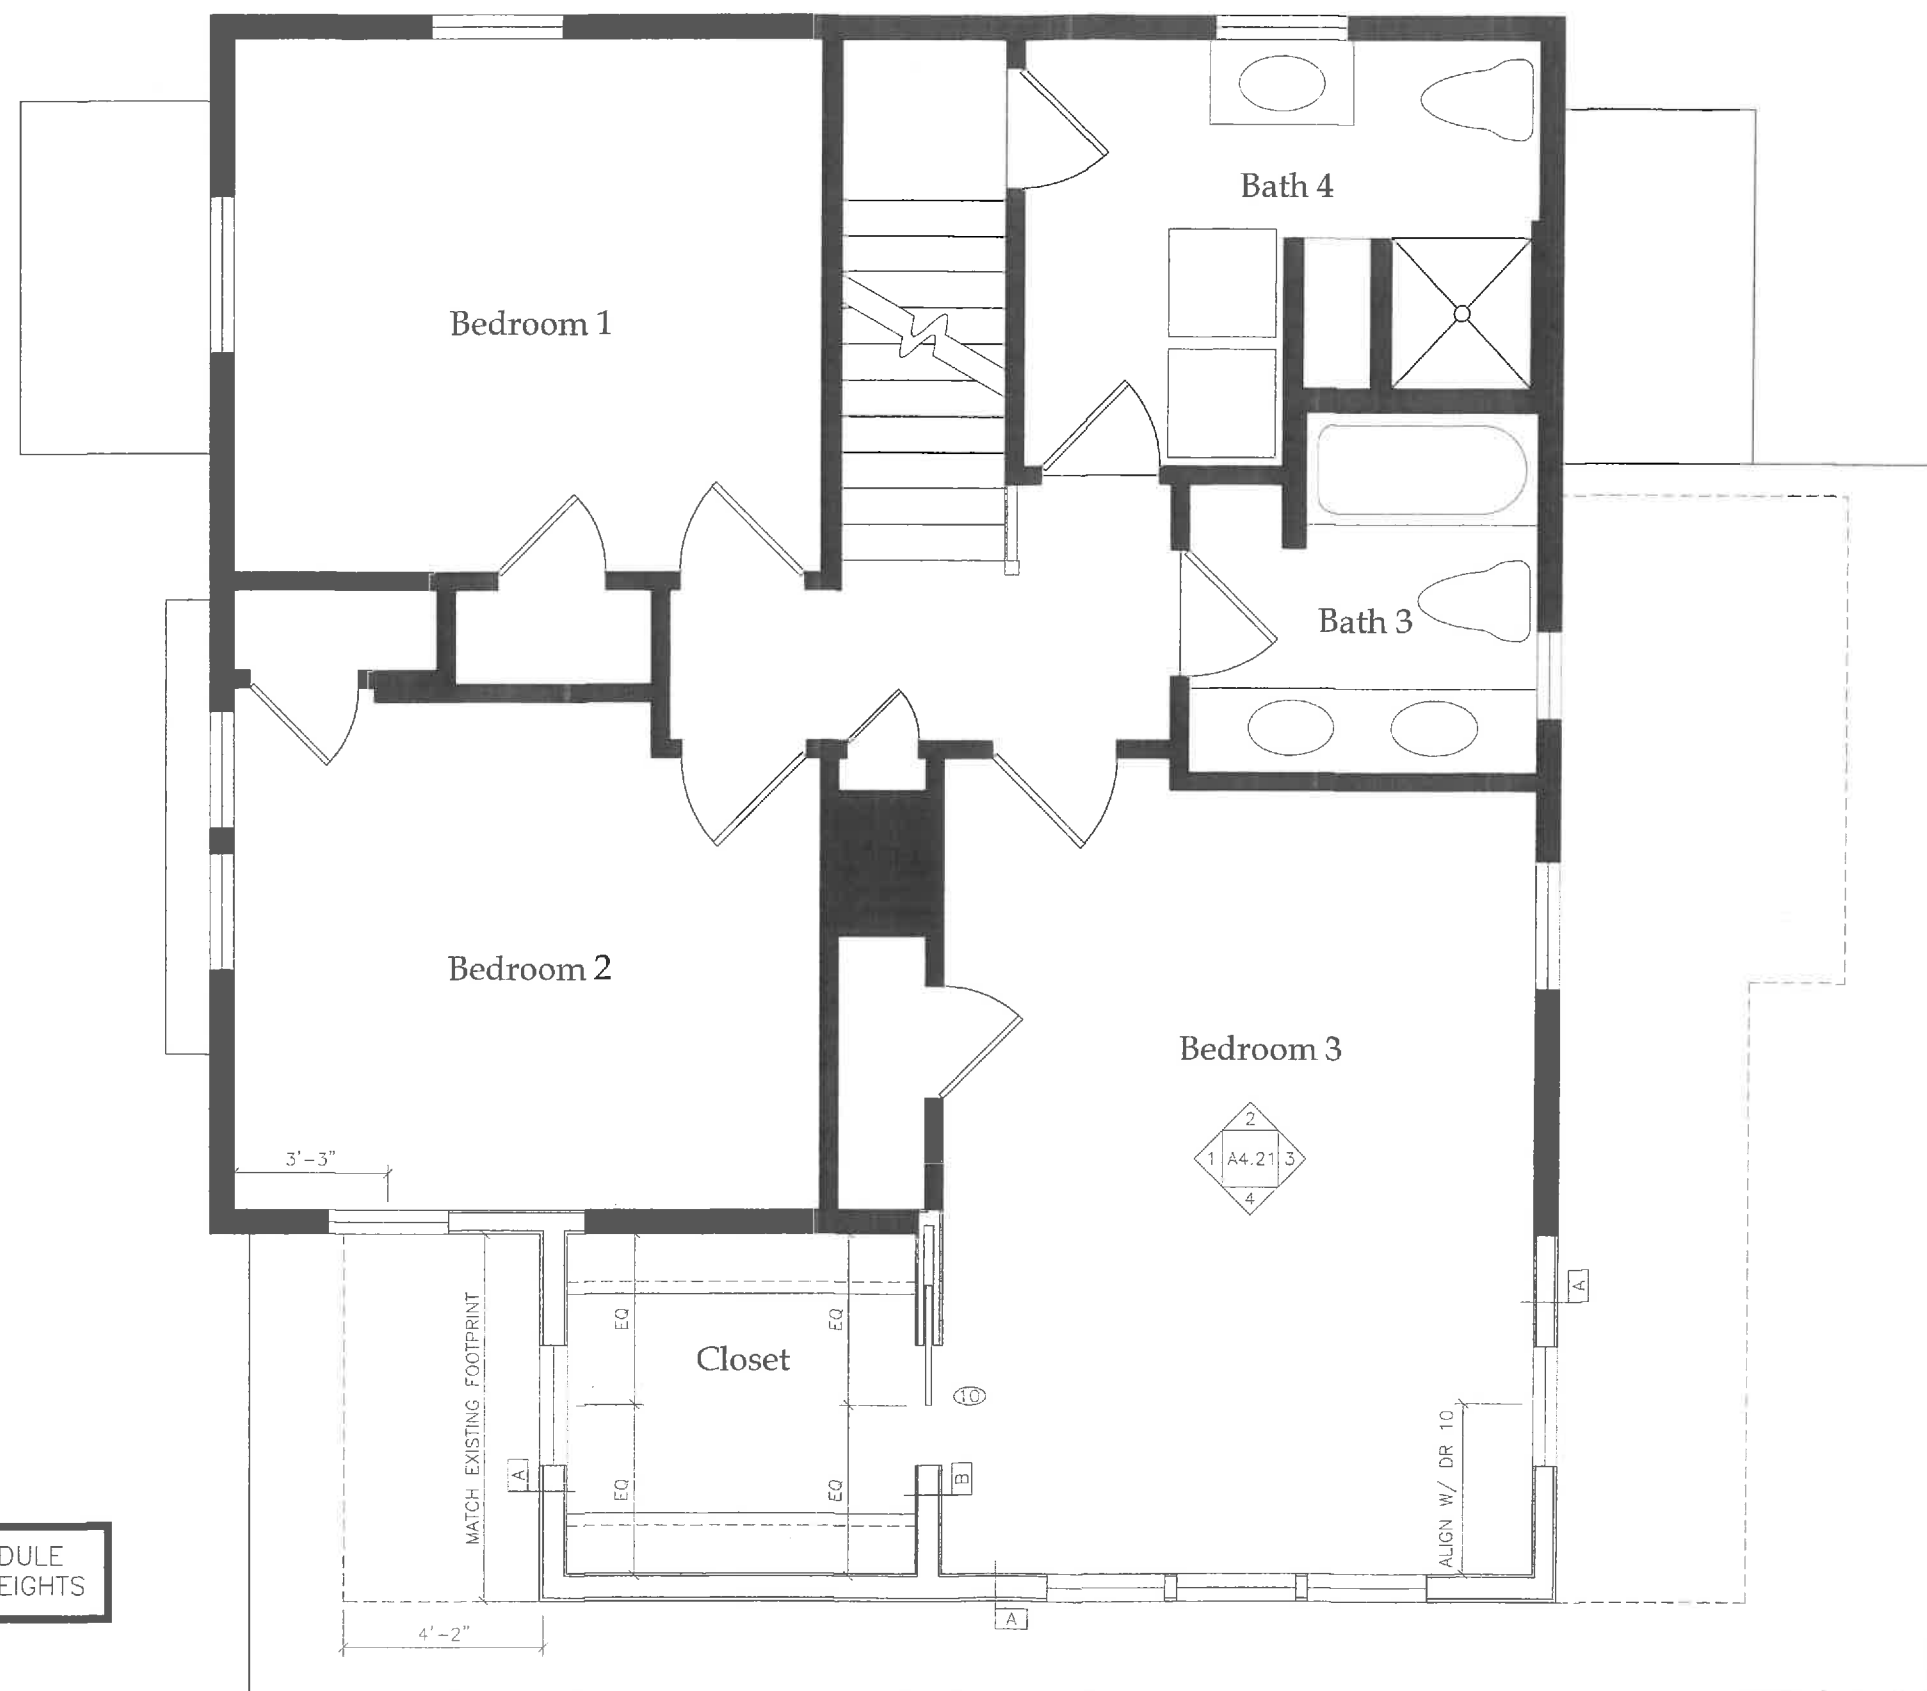 Bath 4
Bedroom 1
Bath 3
Bedroom 2
Bedroom 3
2
1 A4.21 3
4
3'-3"
A
MATCH EXISTING FOOTPRINT
EQ
EQ
Closet
10
ALIGN W/ DR 10
A
EQ
EQ
B
DULE
EIGHTS
A
4'-2"